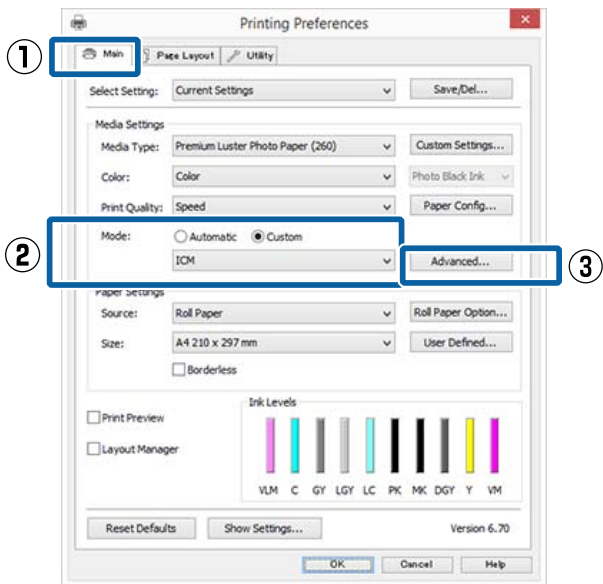 Printing Preferences
①
Main Page Layout Utility
Select Setting: Current Settings Save/Del...
Media Settings
Media Type: Premium Luster Photo Paper (260) Custom Settings...
Color: Color Photo Black Ink
Print Quality: Speed Paper Config...
② Mode: Automatic Custom
ICM Advanced... ③
Paper Settings
Source: Roll Paper Roll Paper Option...
Size: A4 210 x 297 mm User Defined...
Borderless
Ink Levels
Print Preview
Layout Manager
VLM C GY LGY LC PK MK DGY Y VM
Reset Defaults Show Settings... Version 6.70
OK Cancel Help